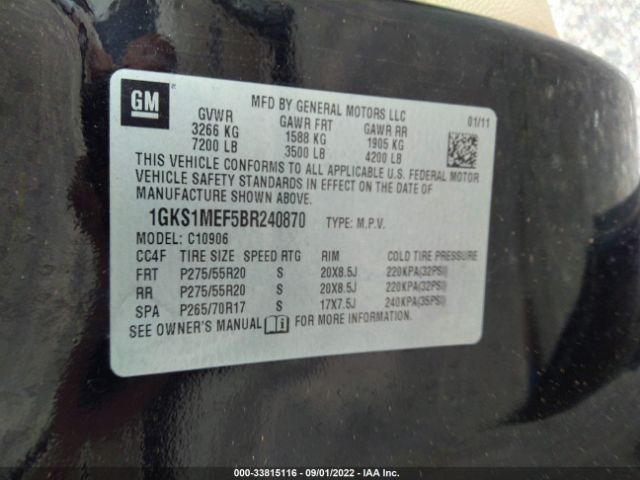 GM
MFD BY GENERAL MOTORS LLC
01/11
GVWR GAWR FRT GAWR RR
3266 KG 1588 KG 1905 KG
7200 LB 3500 LB 4200 LB
THIS VEHICLE CONFORMS TO ALL APPLICABLE U.S. FEDERAL MOTOR
VEHICLE SAFETY STANDARDS IN EFFECT ON THE DATE OF
MANUFACTURE SHOWN ABOVE.
1GKS1MEF5BR240870 TYPE: M.P.V.
MODEL: C10906
CC4F TIRE SIZE SPEED RTG RIM COLD TIRE PRESSURE
FRT P275/55R20 S 20X8.5J 220KPA(32PSI)
RR P275/55R20 S 20X8.5J 220KPA(32PSI)
SPA P265/70R17 S 17X7.5J 240KPA(35PSI)
SEE OWNER'S MANUAL FOR ADDITIONAL INFORMATION.
000-33815116 - 09/01/2022 - IAA Inc.